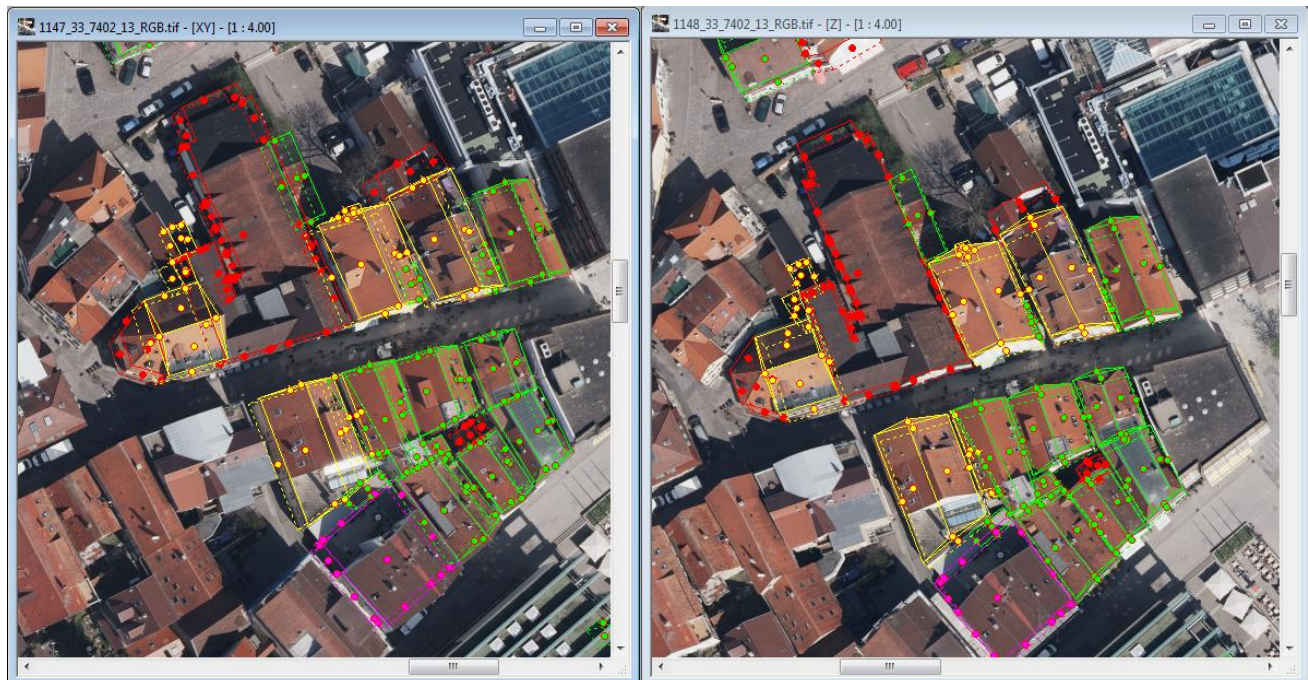 1147_33_7402_13_RGB.tif - [XY] - [1 : 4.00]
1148_33_7402_13_RGB.tif - [Z] - [1 : 4.00]